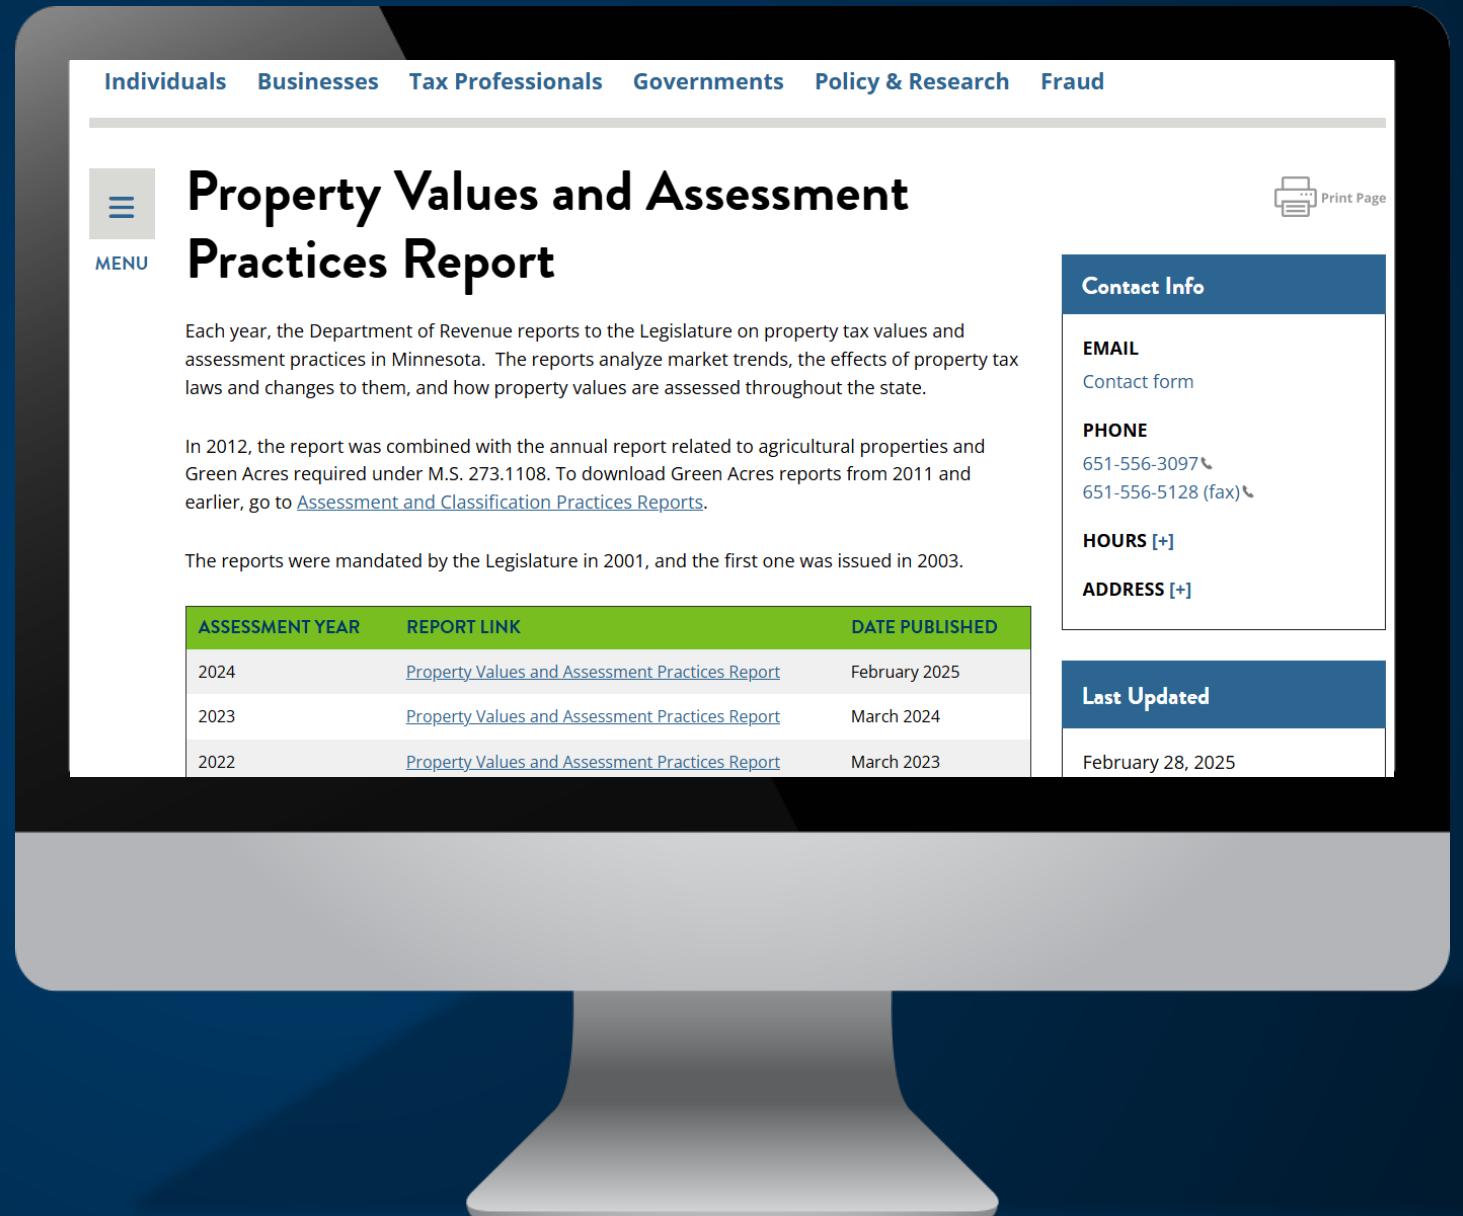 Individuals Businesses Tax Professionals Governments Policy & Research Fraud
MENU
Property Values and Assessment
Practices Report
Print Page
Each year, the Department of Revenue reports to the Legislature on property tax values and
assessment practices in Minnesota.  The reports analyze market trends, the effects of property tax
laws and changes to them, and how property values are assessed throughout the state.
In 2012, the report was combined with the annual report related to agricultural properties and
Green Acres required under M.S. 273.1108. To download Green Acres reports from 2011 and
earlier, go to Assessment and Classification Practices Reports.
The reports were mandated by the Legislature in 2001, and the first one was issued in 2003.
ASSESSMENT YEAR REPORT LINK DATE PUBLISHED
2024 Property Values and Assessment Practices Report February 2025
2023 Property Values and Assessment Practices Report March 2024
2022 Property Values and Assessment Practices Report March 2023
Contact Info
EMAIL
Contact form
PHONE
651-556-3097
651-556-5128 (fax)
HOURS [+]
ADDRESS [+]
Last Updated
February 28, 2025